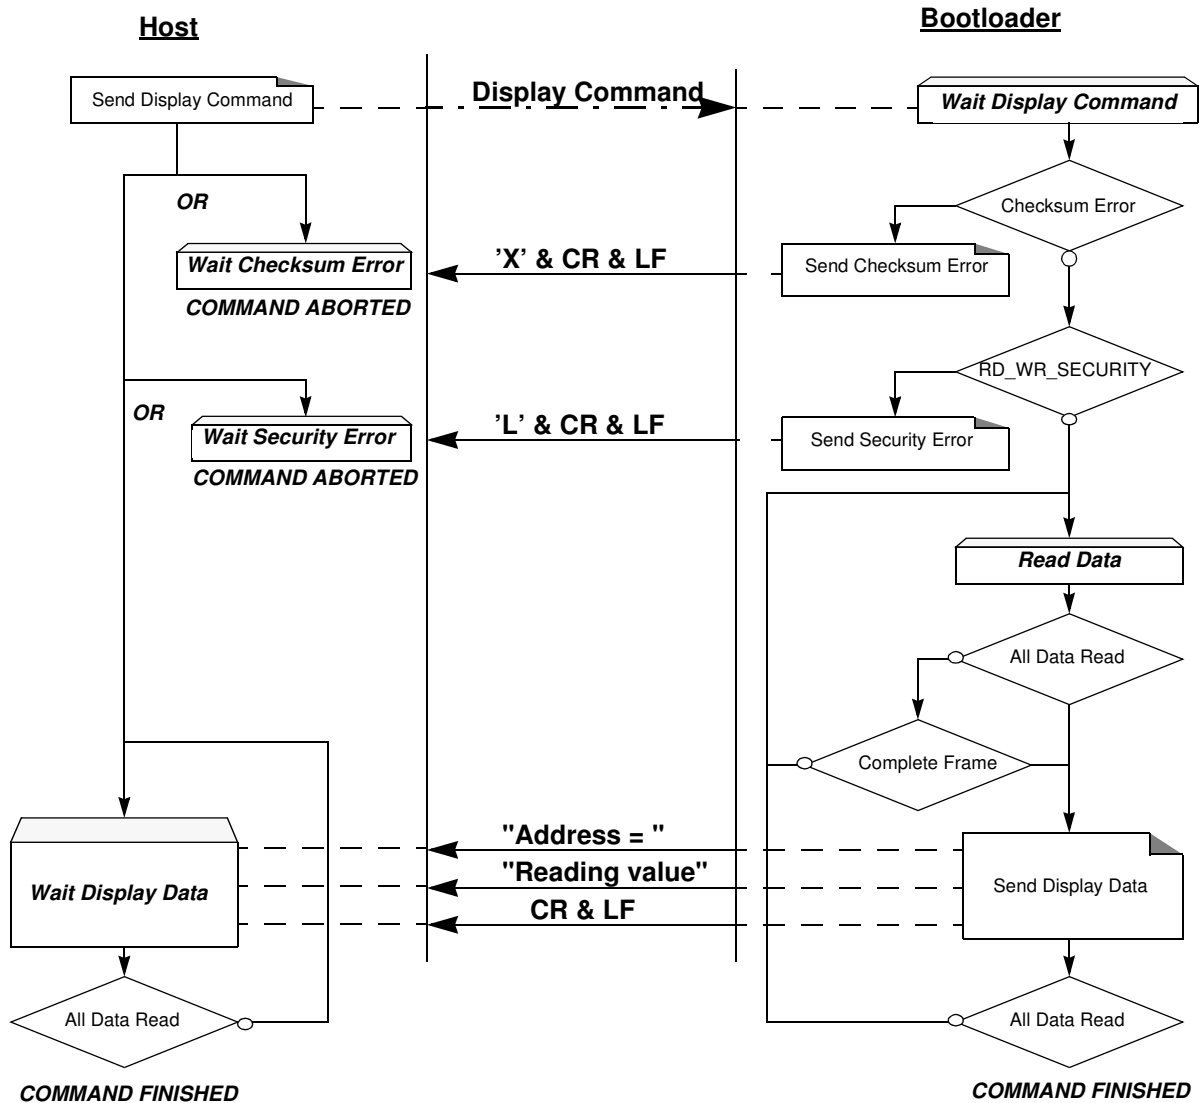 Host
Bootloader
Send Display Command
Display Command
Wait Display Command
OR
Checksum Error
Wait Checksum Error
’X’ & CR & LF
Send Checksum Error
COMMAND ABORTED
RD_WR_SECURITY
OR
Wait Security Error
’L’ & CR & LF
Send Security Error
COMMAND ABORTED
Read Data
All Data Read
Complete Frame
"Address = "
"Reading value"
Wait Display Data
Send Display Data
CR & LF
All Data Read
All Data Read
COMMAND FINISHED
COMMAND FINISHED